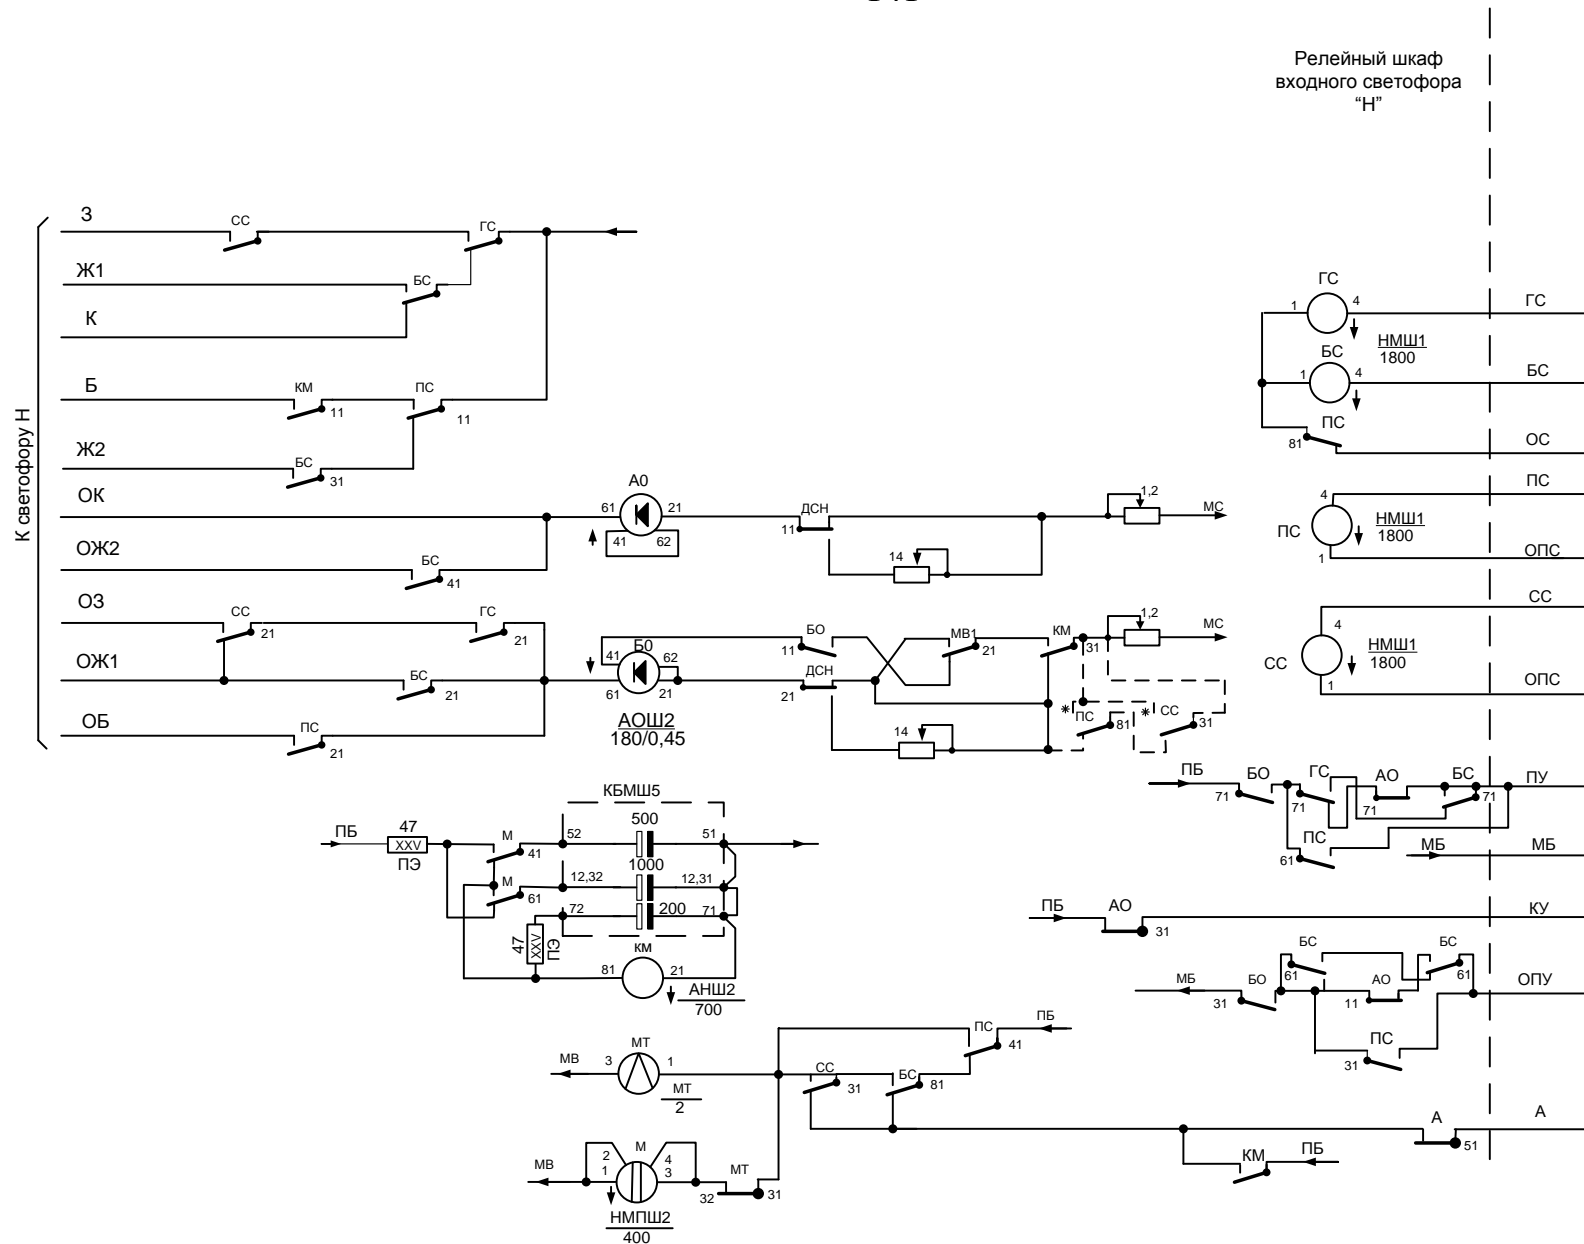 Релейный шкаф
входного светофора
“Н”
К светофору Н
З
СС
ГС
Ж1
БС
К
Б
КМ
11
ПС
11
Ж2
БС
31
ОК
ОЖ2
БС
41
А0
61
21
41
62
ДСН
11
14
1,2
МС
ОЗ
СС
21
ГС
21
ОЖ1
БС
21
ОБ
ПС
21
41
Б0
62
61
21
АОШ2
180/0,45
БО
11
ДСН
21
14
МВ1
21
КМ
31
1,2
МС
*
ПС
81
*
СС
31
ГС
1
4
ГС
НМШ1
1800
БС
1
4
БС
ПС
81
ОС
ПС
4
ПС
НМШ1
1800
1
ОПС
СС
4
СС
НМШ1
1800
1
ОПС
ПБ
БО
71
ГС
71
АО
71
БС
71
ПУ
ПС
61
МБ
МБ
КБМШ5
ПБ
47
XXV
ПЭ
М
41
52
500
51
М
61
12,32
1000
12,31
72
200
71
47
XXV
ПЭ
81
км
21
АНШ2
700
ПБ
АО
31
КУ
МБ
31
БО
БС
61
АО
11
БС
61
ОПУ
ПС
31
МВ
3
МТ
1
МТ
2
ПС
41
ПБ
СС
31
БС
81
А
51
А
КМ
ПБ
МВ
2
1
М
4
3
МТ
32
31
НМПШ2
400